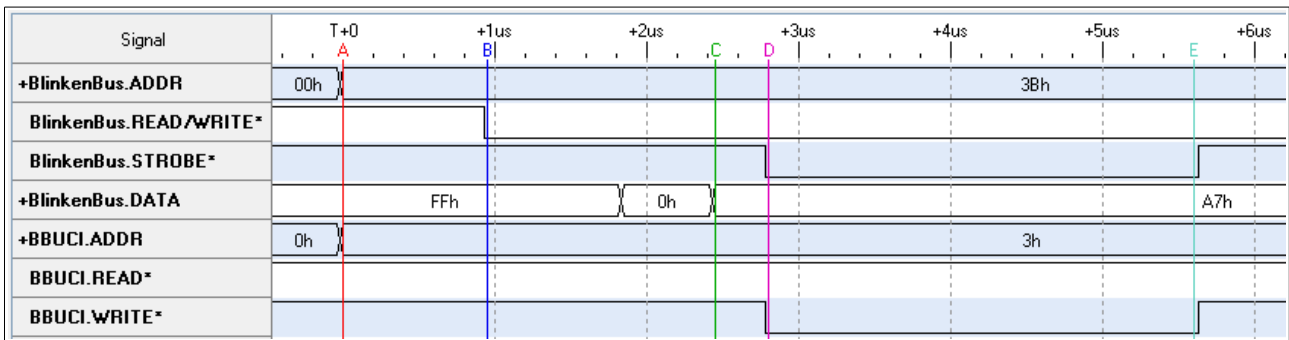 Signal T+0 +1us +2us +3us +4us +5us +6us
A B C D E
+BlinkenBus.ADDR 00h 3Bh
BlinkenBus.READ/WRITE*
BlinkenBus.STROBE*
+BlinkenBus.DATA FFh 0h A7h
+BBUCI.ADDR 0h 3h
BBUCI.READ*
BBUCI.WRITE*